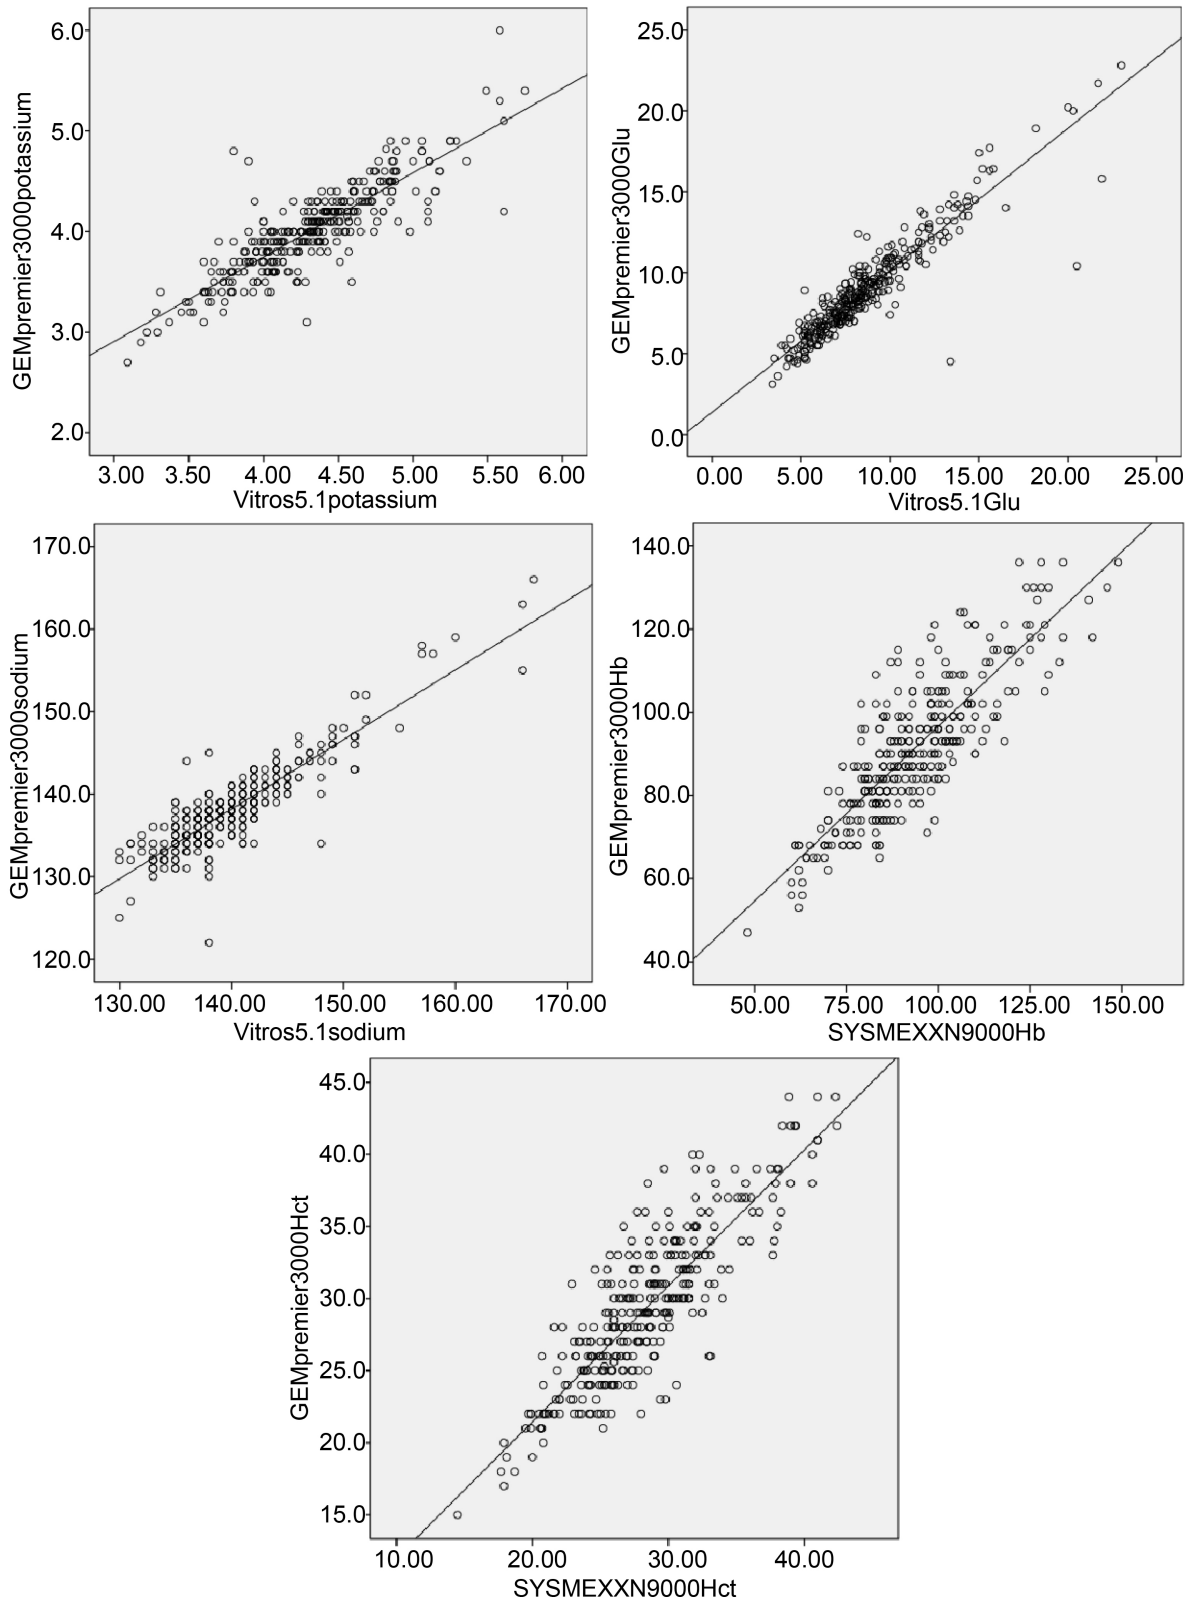 6.0
5.0
4.0
3.0
2.0
GEMpremier3000potassium
3.00 3.50 4.00 4.50 5.00 5.50 6.00
Vitros5.1potassium
25.0
20.0
15.0
10.0
5.0
0.0
GEMpremier3000Glu
0.00 5.00 10.00 15.00 20.00 25.00
Vitros5.1Glu
170.0
160.0
150.0
140.0
130.0
120.0
GEMpremier3000sodium
130.00 140.00 150.00 160.00 170.00
Vitros5.1sodium
140.0
120.0
100.0
80.0
60.0
40.0
GEMpremier3000Hb
50.00 75.00 100.00 125.00 150.00
SYSMEXXN9000Hb
45.0
40.0
35.0
30.0
25.0
20.0
15.0
GEMpremier3000Hct
10.00 20.00 30.00 40.00
SYSMEXXN9000Hct